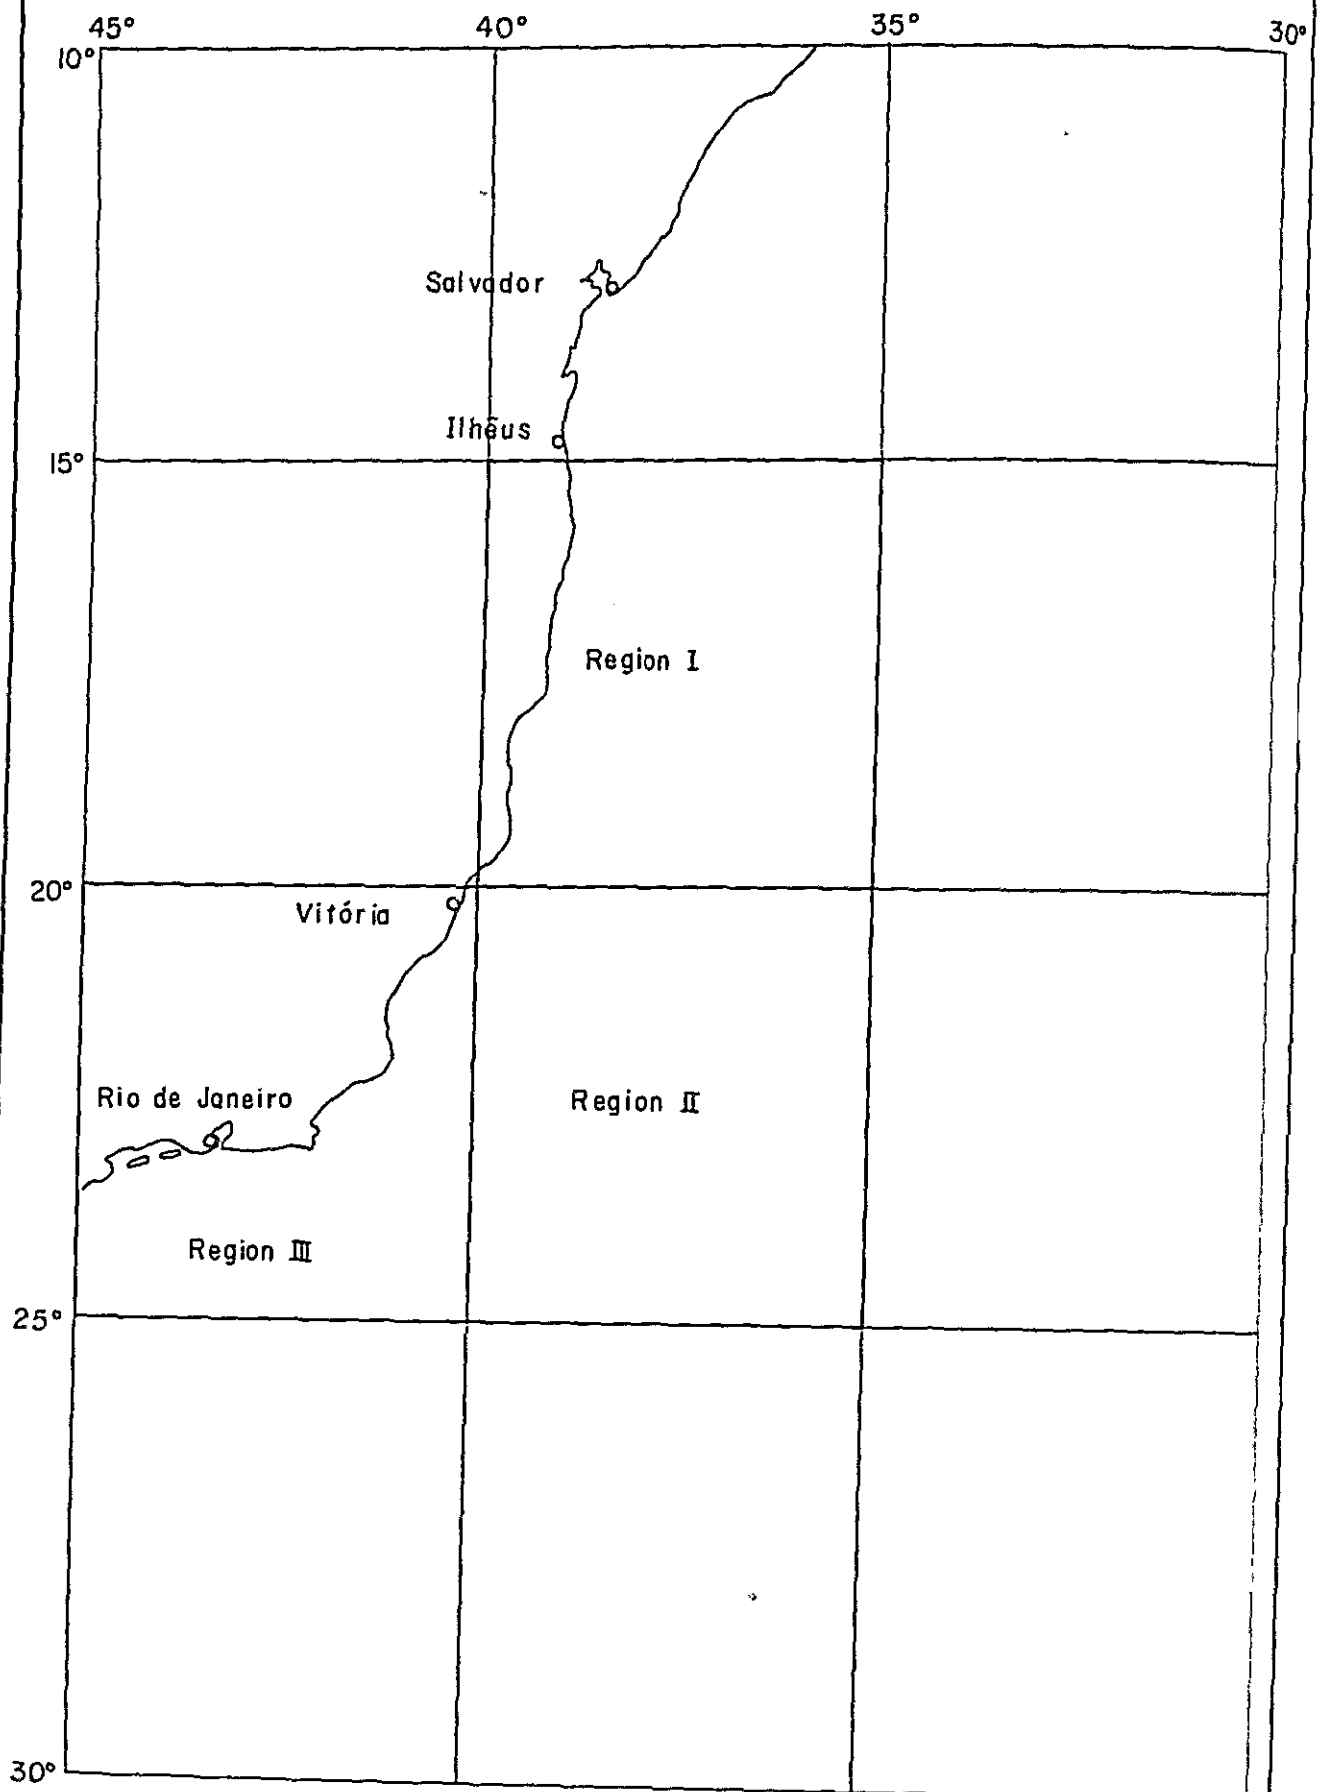 45° 40° 35° 30°
10°
Salvador
Ilhēus
15°
Region I
20°
Vitória
Rio de Janeiro
Region II
Region III
25°
30°